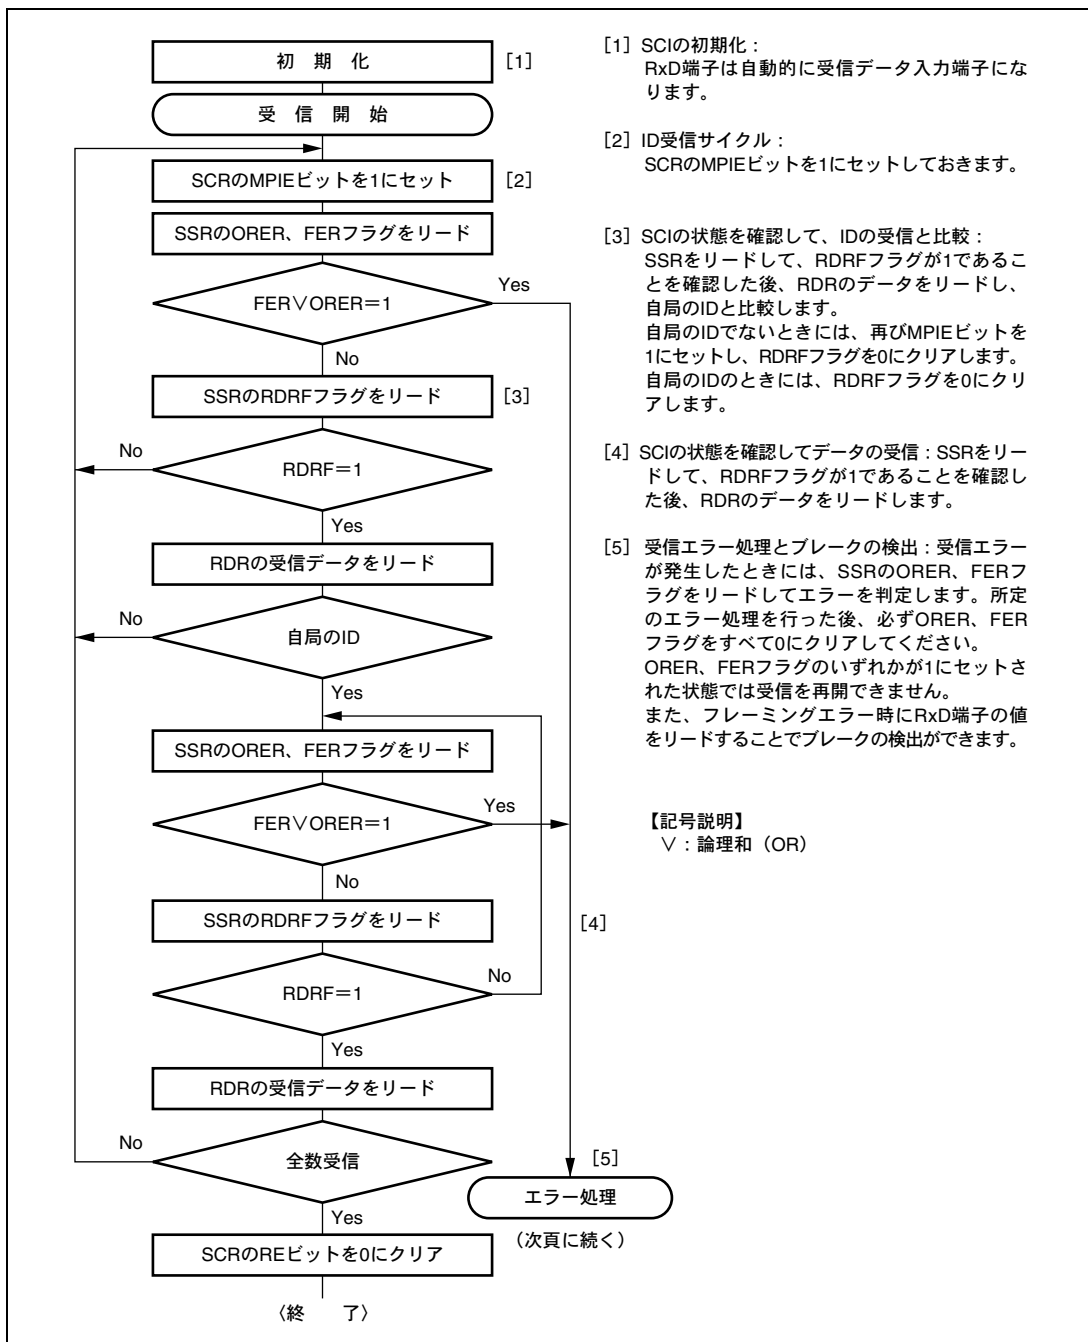 初 期 化 [1]
受 信 開 始
SCRのMPIEビットを1にセット [2]
SSRのORER、FERフラグをリード
FER∨ORER=1
Yes
No
SSRのRDRFフラグをリード [3]
No
RDRF=1
Yes
RDRの受信データをリード
No
自局のID
Yes
SSRのORER、FERフラグをリード
FER∨ORER=1
Yes
No
SSRのRDRFフラグをリード
[4]
RDRF=1
No
Yes
RDRの受信データをリード
No
全数受信
[5]
エラー処理
(次頁に続く)
Yes
SCRのREビットを0にクリア
〈終 了〉
[1] SCIの初期化:
RxD端子は自動的に受信データ入力端子にな
ります。
[2] ID受信サイクル:
SCRのMPIEビットを1にセットしておきます。
[3] SCIの状態を確認して、IDの受信と比較:
SSRをリードして、RDRFフラグが1であるこ
とを確認した後、RDRのデータをリードし、
自局のIDと比較します。
自局のIDでないときには、再びMPIEビットを
1にセットし、RDRFフラグを0にクリアします。
自局のIDのときには、RDRFフラグを0にクリ
アします。
[4] SCIの状態を確認してデータの受信:SSRをリー
ドして、RDRFフラグが1であることを確認し
た後、RDRのデータをリードします。
[5] 受信エラー処理とブレークの検出:受信エラー
が発生したときには、SSRのORER、FERフ
ラグをリードしてエラーを判定します。所定
のエラー処理を行った後、必ずORER、FER
フラグをすべて0にクリアしてください。
ORER、FERフラグのいずれかが1にセットさ
れた状態では受信を再開できません。
また、フレーミングエラー時にRxD端子の値
をリードすることでブレークの検出ができます。
【記号説明】
∨:論理和(OR)